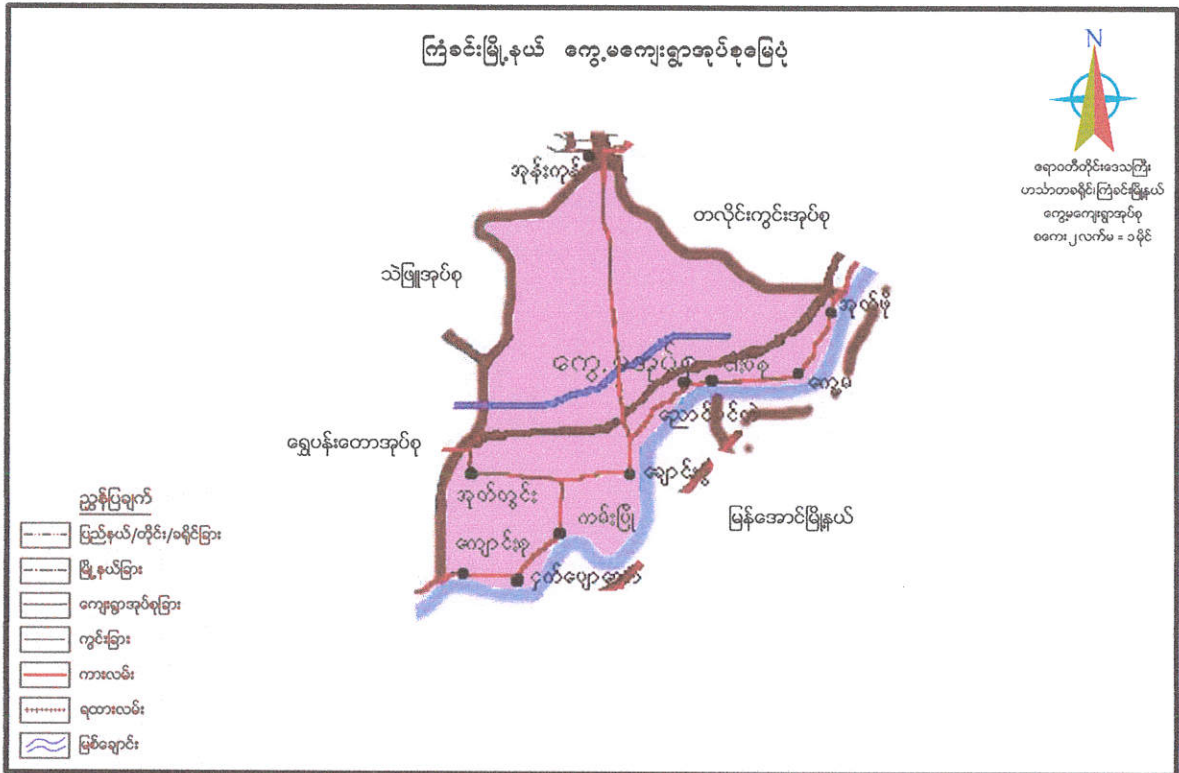 ကြံခင်းမြို့နယ် ကွေ့မကျေးရွာအုပ်စုမြေပုံ
N
ဧရာဝတီတိုင်းဒေသကြီး
ဟင်္သာတခရိုင်၊ကြံခင်းမြို့နယ်
ကွေ့မကျေးရွာအုပ်စု
စကေး ၂လက်မ = ၁မိုင်
အုန်းကုန်း
တလိုင်းကွင်းအုပ်စု
သဲဖြူအုပ်စု
အုတ်ဖို
ကွေ့မအုပ်စု
ကွေ့မ
ရွှေပန်းတောအုပ်စု
အုတ်တွင်း
ကမ်းပြို
မြန်အောင်မြို့နယ်
ကျောင်းစု
ညွှန်ပြချက်
ပြည်နယ်/တိုင်း/ခရိုင်ခြား
မြို့နယ်ခြား
ကျေးရွာအုပ်စုခြား
ကွင်းခြား
ကားလမ်း
ရထားလမ်း
မြစ်ချောင်း